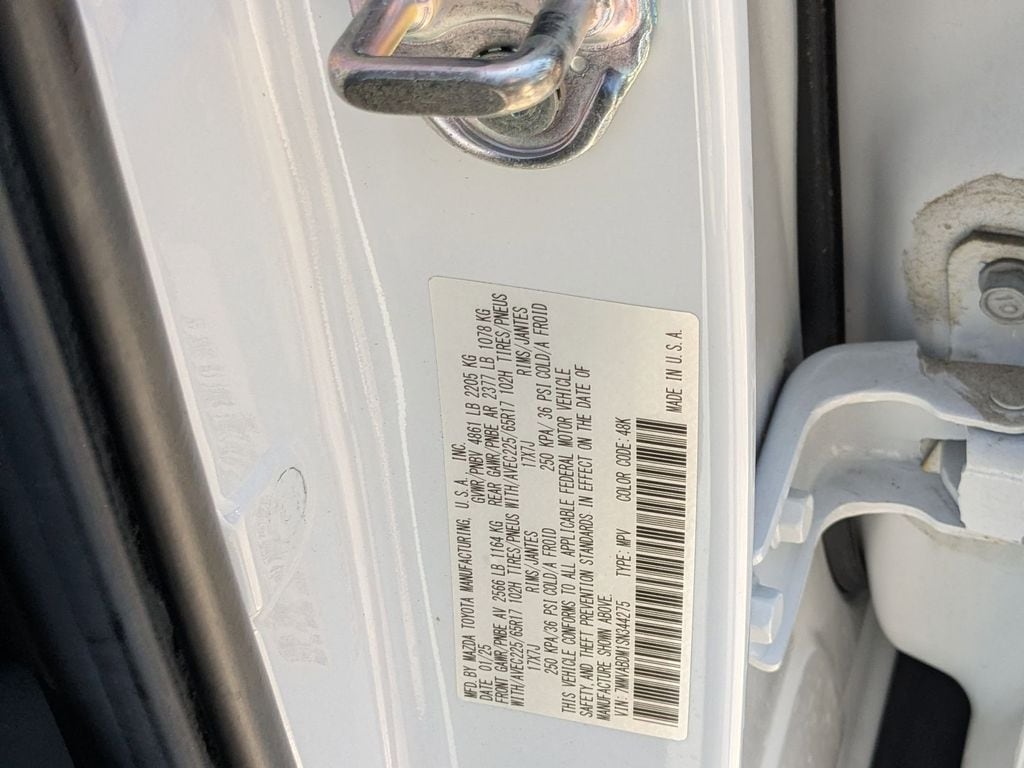 MFD.BY MAZDA TOYOTA MANUFACTURING, U.S.A., INC.
DATE 01/25 GVWR/PNBV 4861 LB 2205 KG
FRONT GAWR/PNBE AV 2566 LB 1164 KG REAR GAWR/PNBE AR 2377 LB 1078 KG
WITH/AVEC225/65R17 102H TIRES/PNEUS WITH/AVEC225/65R17 102H TIRES/PNEUS
17X7J RIMS/JANTES 17X7J RIMS/JANTES
250 KPA/36 PSI COLD/A FROID 250 KPA/ 36 PSI COLD/A FROID
THIS VEHICLE CONFORMS TO ALL APPLICABLE FEDERAL MOTOR VEHICLE
SAFETY, AND THEFT PREVENTION STANDARDS IN EFFECT ON THE DATE OF
MANUFACTURE SHOWN ABOVE.
VIN: 7MMVABDM1SN344275 TYPE: MPV COLOR CODE: 48K
MADE IN U.S.A.
10